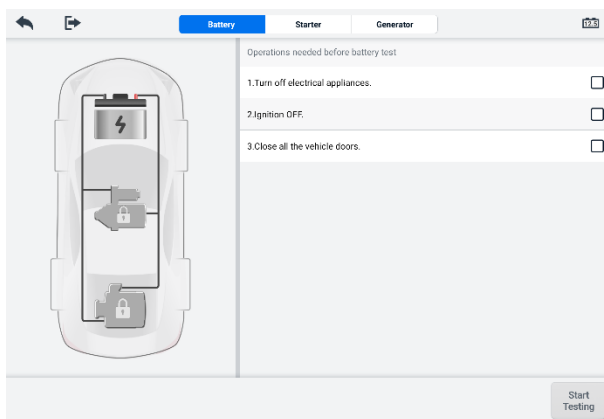 Battery Starter Generator 12.5
Operations needed before battery test
1.Turn off electrical appliances.
2.Ignition OFF.
3.Close all the vehicle doors.
Start
Testing